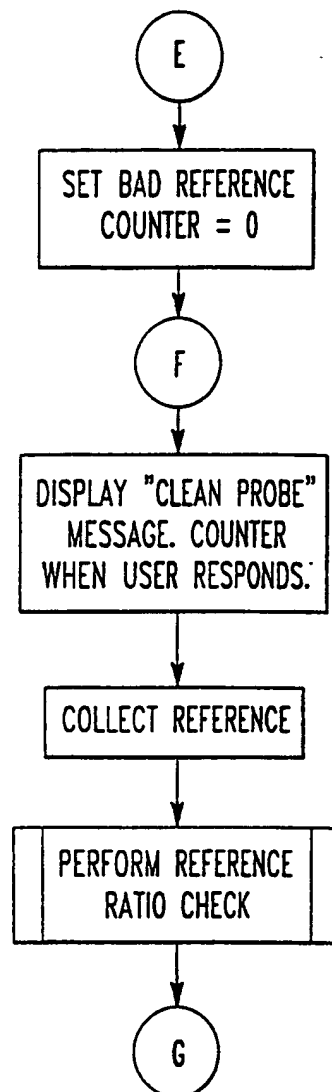 E
SET BAD REFERENCE
COUNTER = 0
F
DISPLAY "CLEAN PROBE"
MESSAGE. COUNTER
WHEN USER RESPONDS.
COLLECT REFERENCE
PERFORM REFERENCE
RATIO CHECK
G